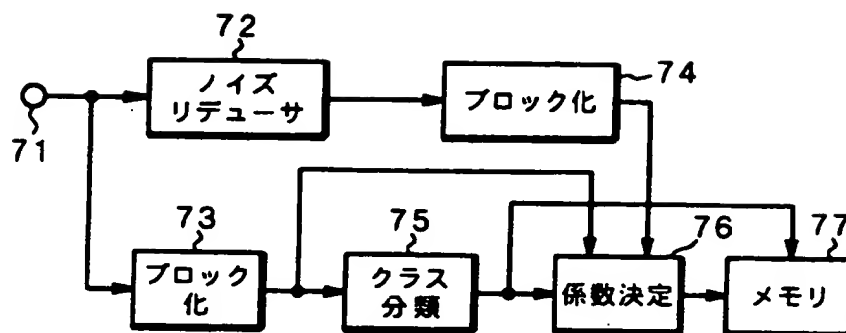 72
ノイズ
リデューサ
74
ブロック化
71
73
ブロック
化
75
クラス
分類
76
係数決定
77
メモリ